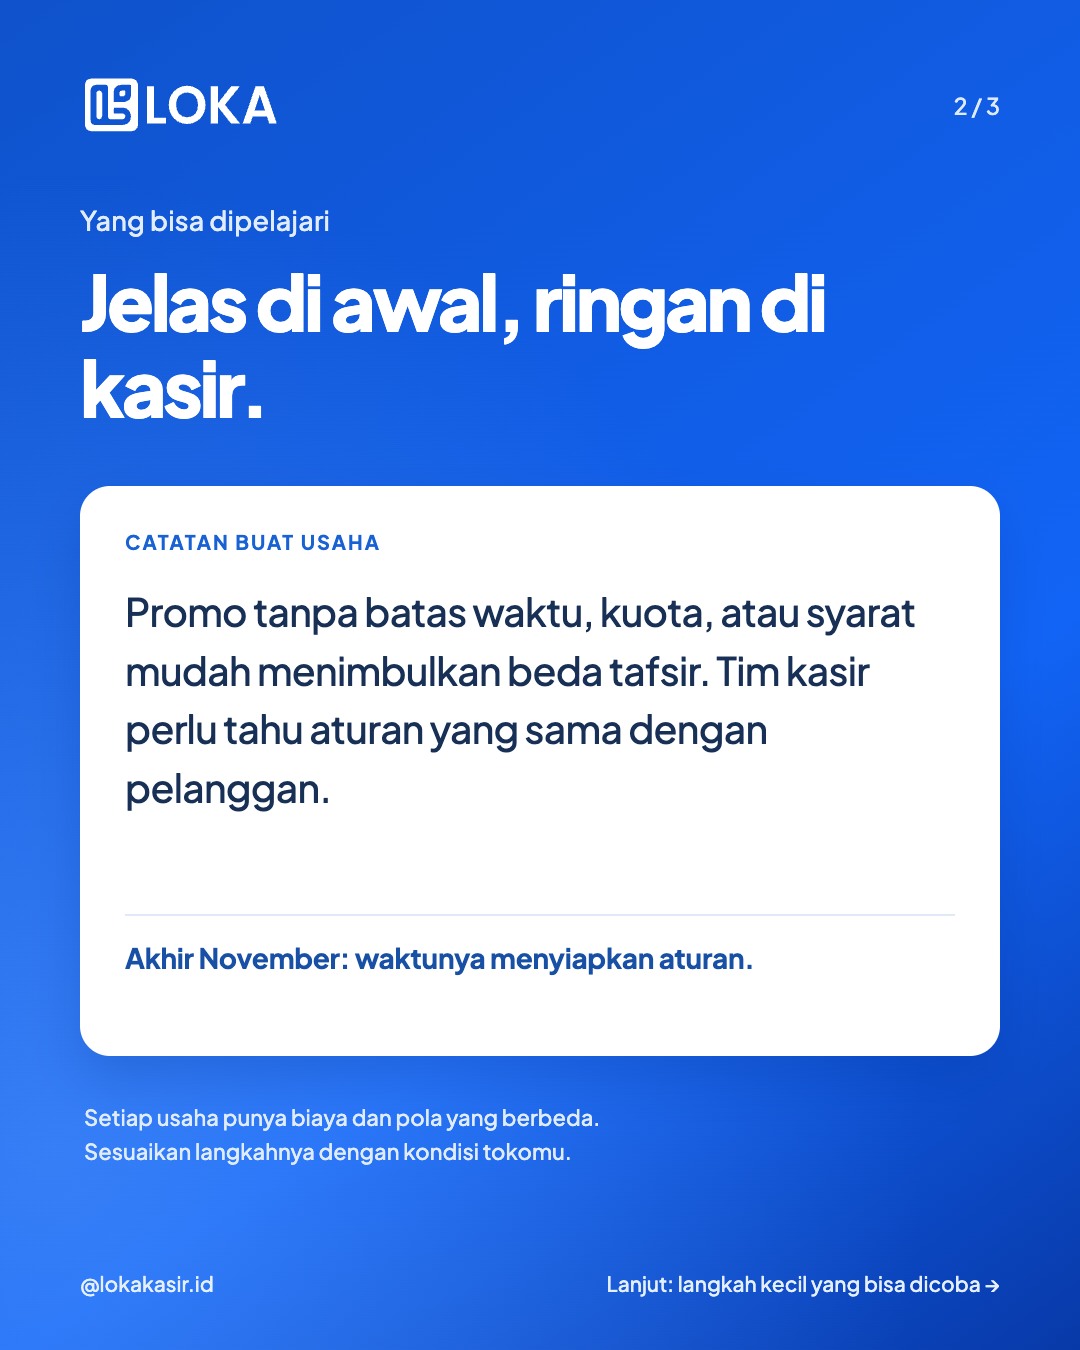 LOKA
2 / 3
Yang bisa dipelajari
Jelas di awal, ringan di
kasir.
CATATAN BUAT USAHA
Promo tanpa batas waktu, kuota, atau syarat
mudah menimbulkan beda tafsir. Tim kasir
perlu tahu aturan yang sama dengan
pelanggan.
Akhir November: waktunya menyiapkan aturan.
Setiap usaha punya biaya dan pola yang berbeda.
Sesuaikan langkahnya dengan kondisi tokomu.
@lokakasir.id
Lanjut: langkah kecil yang bisa dicoba →